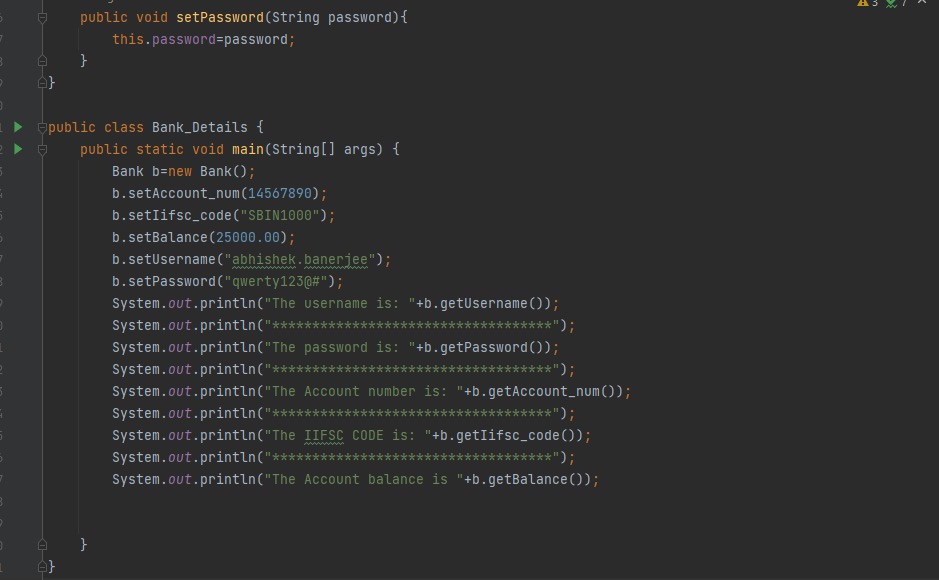 3 7
public void setPassword(String password){
this.password=password;
}
}
public class Bank_Details {
public static void main(String[] args) {
Bank b=new Bank();
b.setAccount_num(14567890);
b.setIifsc_code("SBIN1000");
b.setBalance(25000.00);
b.setUsername("abhishek.banerjee");
b.setPassword("qwerty123@#");
System.out.println("The username is: "+b.getUsername());
System.out.println("***********************************");
System.out.println("The password is: "+b.getPassword());
System.out.println("***********************************");
System.out.println("The Account number is: "+b.getAccount_num());
System.out.println("***********************************");
System.out.println("The IIFSC CODE is: "+b.getIifsc_code());
System.out.println("***********************************");
System.out.println("The Account balance is "+b.getBalance());
}
}